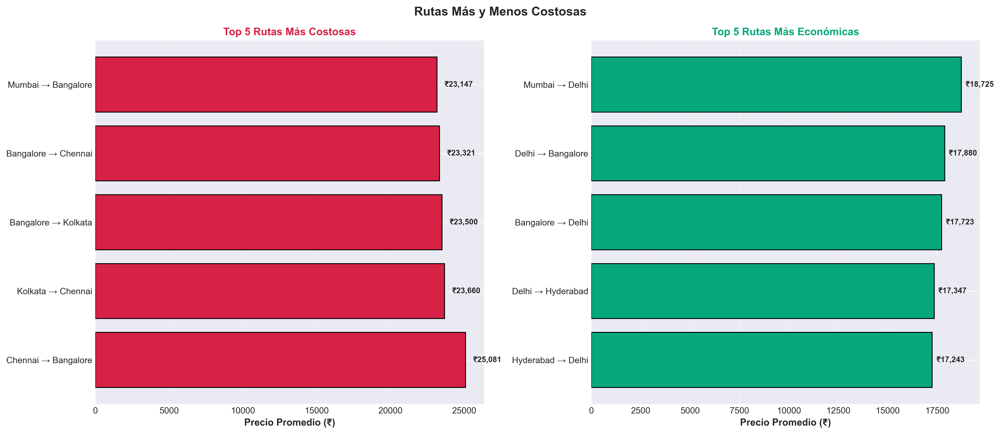 Rutas Más y Menos Costosas
Top 5 Rutas Más Costosas
Mumbai → Bangalore
₹23,147
Bangalore → Chennai
₹23,321
Bangalore → Kolkata
₹23,500
Kolkata → Chennai
₹23,660
Chennai → Bangalore
₹25,081
0 5000 10000 15000 20000 25000
Precio Promedio (₹)
Top 5 Rutas Más Económicas
Mumbai → Delhi
₹18,725
Delhi → Bangalore
₹17,880
Bangalore → Delhi
₹17,723
Delhi → Hyderabad
₹17,347
Hyderabad → Delhi
₹17,243
0 2500 5000 7500 10000 12500 15000 17500
Precio Promedio (₹)